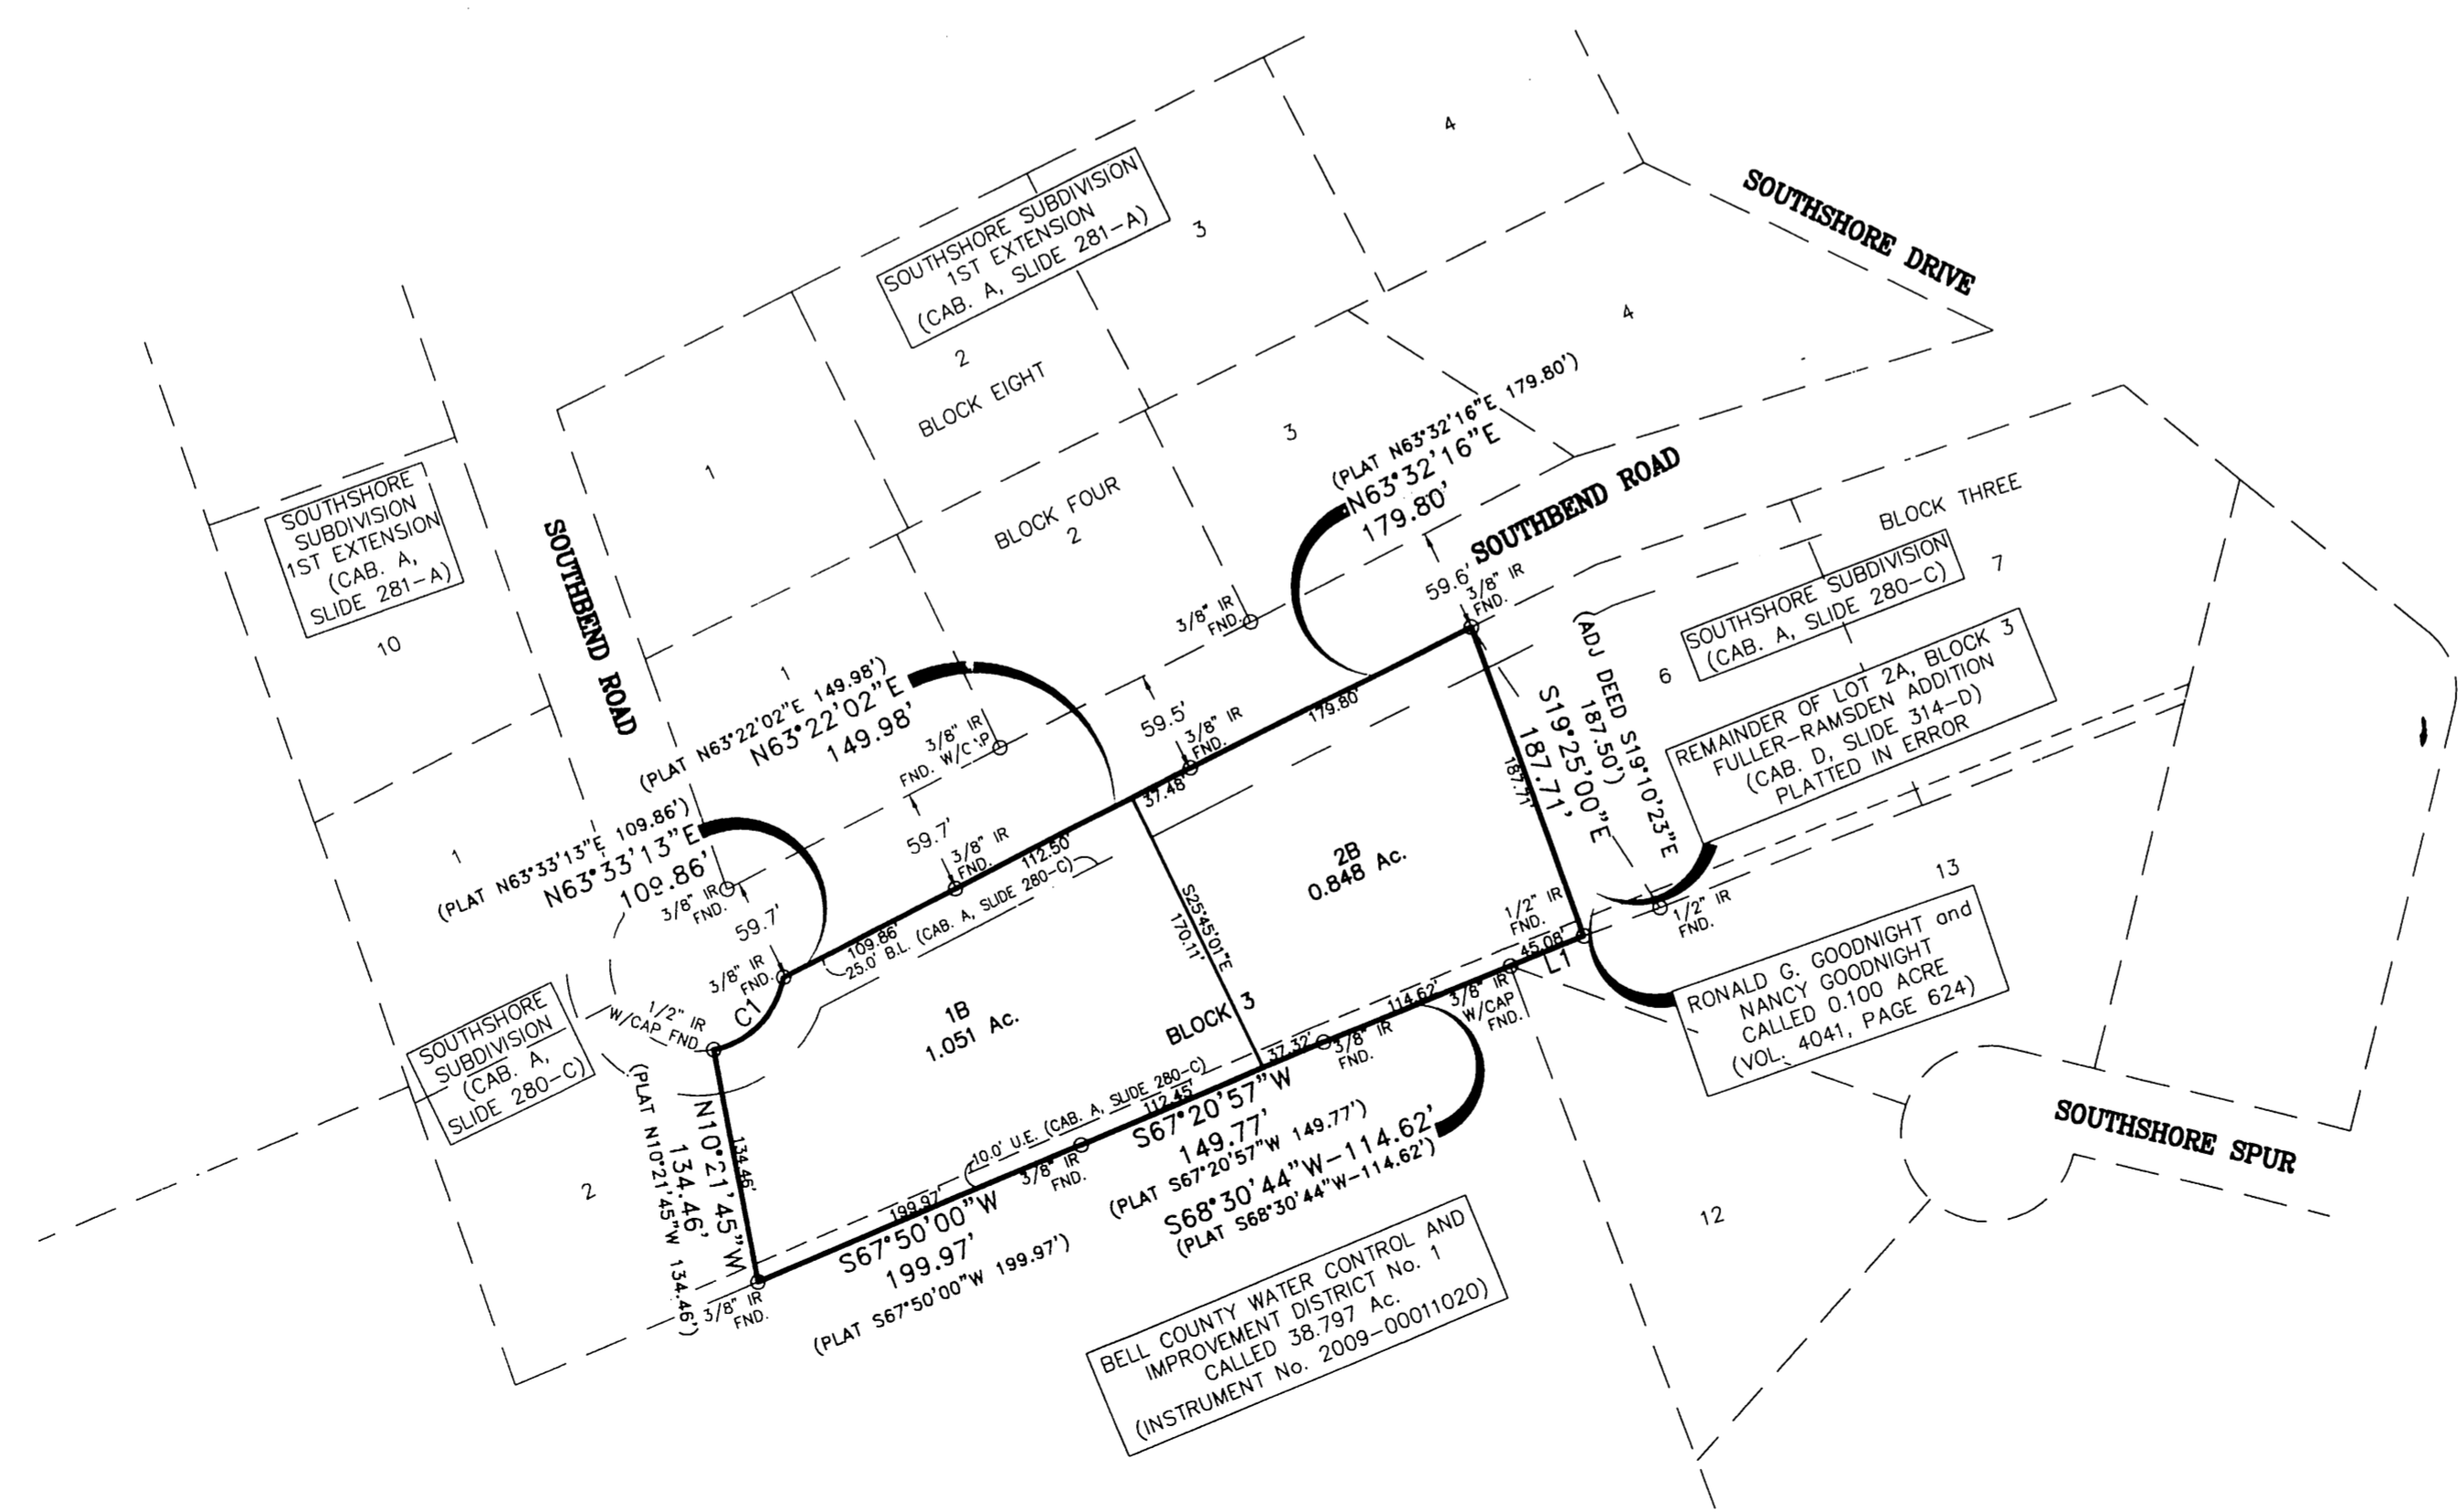 SOUTHSHORE DRIVE
4
SOUTHSHORE SUBDIVISION
1ST EXTENSION
(CAB. A, SLIDE 281-A)
3
2
BLOCK EIGHT
1
4
3
BLOCK FOUR
2
1
SOUTHSHORE
SUBDIVISION
1ST EXTENSION
(CAB. A,
SLIDE 281-A)
10
SOUTHBEND ROAD
(PLAT N63°32'16"E 179.80')
N63°32'16"E
179.80'
SOUTHBEND ROAD
59.6'
3/8" IR
FND.
3/8" IR
FND.
BLOCK THREE
SOUTHSHORE SUBDIVISION
(CAB. A, SLIDE 280-C)
7
6
REMAINDER OF LOT 2A, BLOCK 3
FULLER-RAMSDEN ADDITION
(CAB. D, SLIDE 314-D)
PLATTED IN ERROR
(ADJ DEED S19°10'23"E
187.50')
S19°25'00"E
187.71'
187.71'
(PLAT N63°22'02"E 149.98')
N63°22'02"E
149.98'
3/8" IR
FND.
59.5'
3/8" IR
FND.
179.80'
37.48'
(PLAT N63°33'13"E 109.86')
N63°33'13"E
3/8" IR
FND.
59.7'
59.7'
3/8" IR
FND.
112.50'
109.86'
25.0' B.L. (CAB. A, SLIDE 280-C)
1
2B
0.848 Ac.
S25°45'01"E
170.11'
13
1/2" IR
FND.
1/2" IR
FND.
45.08'
L1
RONALD G. GOODNIGHT and
NANCY GOODNIGHT
CALLED 0.100 ACRE
(VOL. 4041, PAGE 624)
3/8" IR
FND.
C1
1/2" IR
W/CAP FND.
1B
1.051 Ac.
BLOCK 3
3/8" IR
W/CAP
FND.
114.62'
37.32'
3/8" IR
FND.
SOUTHSHORE
SUBDIVISION
(CAB. A,
SLIDE 280-C)
(PLAT N10°21'45"W 134.46')
N10°21'45"W
134.46'
134.46'
10.0' U.E. (CAB. A, SLIDE 280-C)
112.45'
S67°20'57"W
149.77'
(PLAT S67°20'57"W 149.77')
S68°30'44"W-114.62'
(PLAT S68°30'44"W-114.62')
3/8" IR
FND.
199.97'
S67°50'00"W
199.97'
(PLAT S67°50'00"W 199.97')
2
3/8" IR
FND.
SOUTHSHORE SPUR
12
BELL COUNTY WATER CONTROL AND
IMPROVEMENT DISTRICT No. 1
CALLED 38.797 Ac.
(INSTRUMENT No. 2009-00011020)